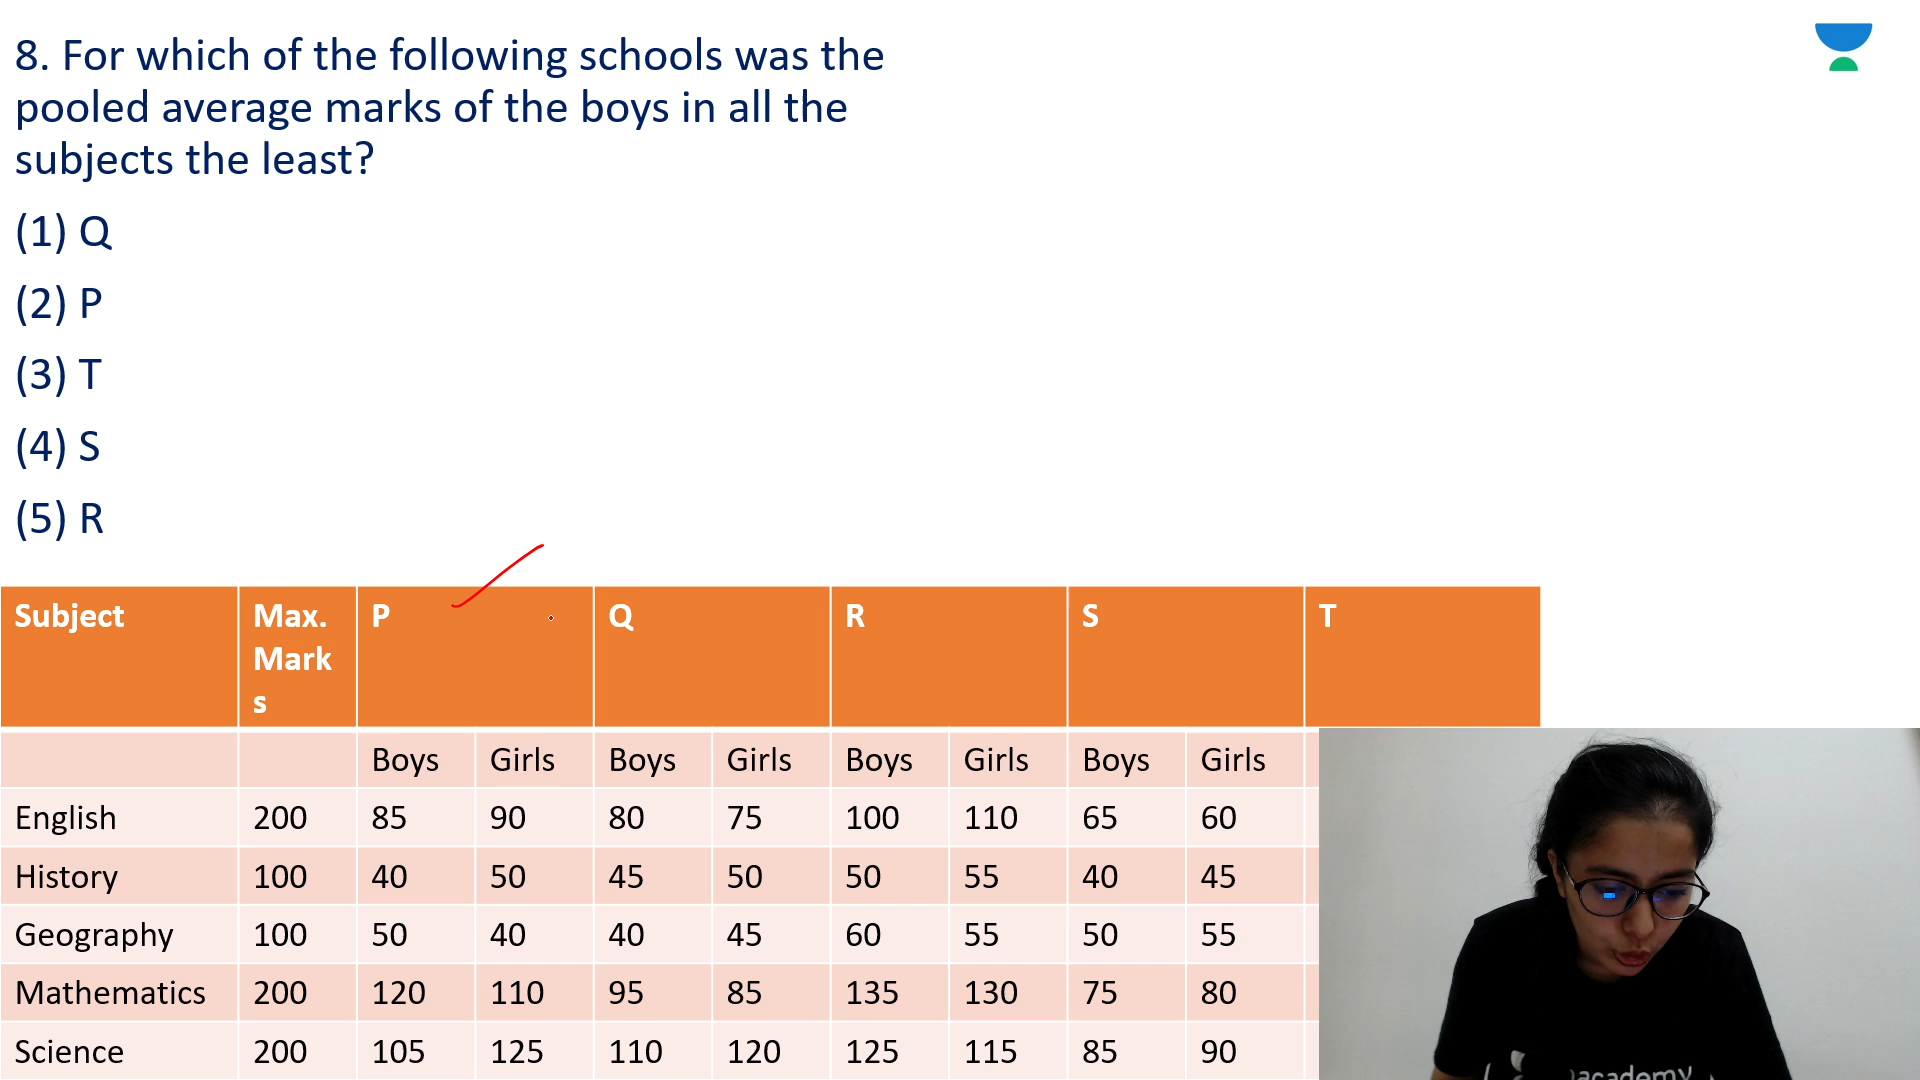 8. For which of the following schools was the
pooled average marks of the boys in all the
subjects the least?
(1) Q
(2) P
(3) T
(4) S
(5) R
Subject Max. Marks P Q R S T
Boys Girls Boys Girls Boys Girls Boys Girls
English 200 85 90 80 75 100 110 65 60
History 100 40 50 45 50 50 55 40 45
Geography 100 50 40 40 45 60 55 50 55
Mathematics 200 120 110 95 85 135 130 75 80
Science 200 105 125 110 120 125 115 85 90